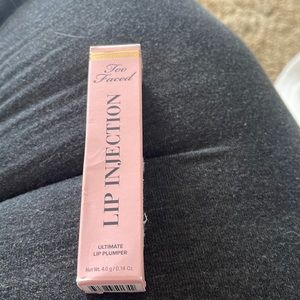 Too
Faced
LIP INJECTION
ULTIMATE
LIP PLUMPER
Net Wt. 4.0 g / 0.14 Oz.